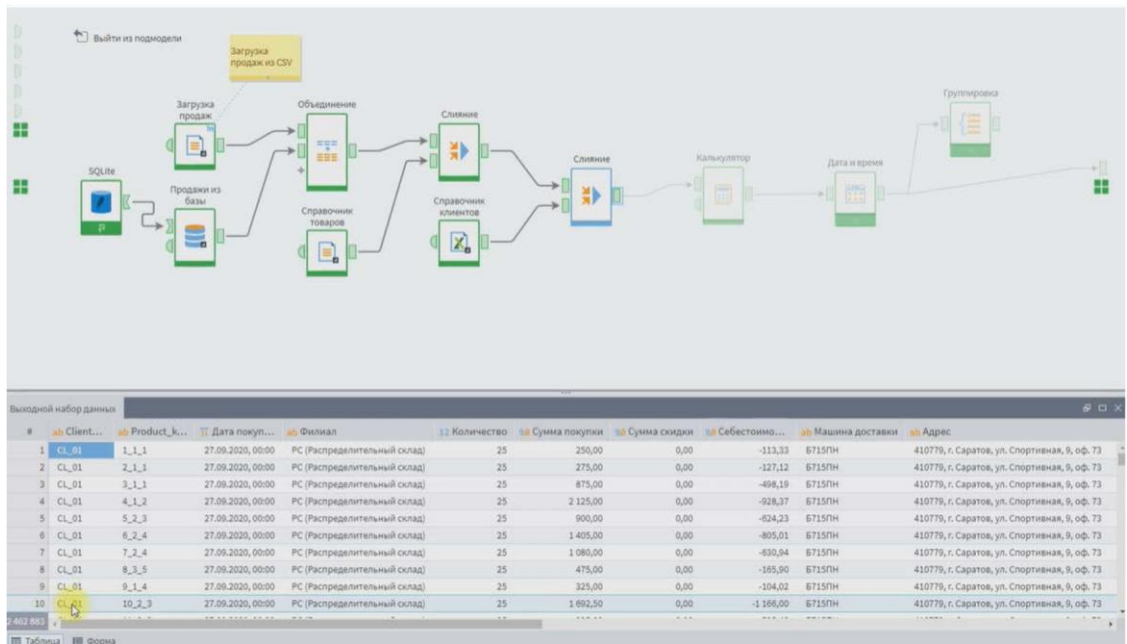 Выйти из подмодели
Загрузка
продаж из CSV
Загрузка
продаж
Объединение
Слияние
Группировка
SQLite
Продажи из
базы
Справочник
товаров
Справочник
клиентов
Слияние
Калькулятор
Дата и время
Выходной набор данных
# ab Client... ab Product_k... Дата покуп... ab Филиал 12 Количество Сумма покупки Сумма скидки Себестоимо... ab Машина доставки ab Адрес
1 CL_01 1_1_1 27.09.2020, 00:00 РС (Распределительный склад) 25 250,00 0,00 -113,33 Б715ПН 410779, г. Саратов, ул. Спортивная, 9, оф. 73
2 CL_01 2_1_1 27.09.2020, 00:00 РС (Распределительный склад) 25 275,00 0,00 -127,12 Б715ПН 410779, г. Саратов, ул. Спортивная, 9, оф. 73
3 CL_01 3_1_1 27.09.2020, 00:00 РС (Распределительный склад) 25 875,00 0,00 -498,19 Б715ПН 410779, г. Саратов, ул. Спортивная, 9, оф. 73
4 CL_01 4_1_2 27.09.2020, 00:00 РС (Распределительный склад) 25 2 125,00 0,00 -928,37 Б715ПН 410779, г. Саратов, ул. Спортивная, 9, оф. 73
5 CL_01 5_2_3 27.09.2020, 00:00 РС (Распределительный склад) 25 900,00 0,00 -624,23 Б715ПН 410779, г. Саратов, ул. Спортивная, 9, оф. 73
6 CL_01 6_2_4 27.09.2020, 00:00 РС (Распределительный склад) 25 1 405,00 0,00 -805,01 Б715ПН 410779, г. Саратов, ул. Спортивная, 9, оф. 73
7 CL_01 7_2_4 27.09.2020, 00:00 РС (Распределительный склад) 25 1 080,00 0,00 -630,94 Б715ПН 410779, г. Саратов, ул. Спортивная, 9, оф. 73
8 CL_01 8_3_5 27.09.2020, 00:00 РС (Распределительный склад) 25 475,00 0,00 -165,90 Б715ПН 410779, г. Саратов, ул. Спортивная, 9, оф. 73
9 CL_01 9_1_4 27.09.2020, 00:00 РС (Распределительный склад) 25 325,00 0,00 -104,02 Б715ПН 410779, г. Саратов, ул. Спортивная, 9, оф. 73
10 CL_01 10_2_3 27.09.2020, 00:00 РС (Распределительный склад) 25 1 692,50 0,00 -1 166,00 Б715ПН 410779, г. Саратов, ул. Спортивная, 9, оф. 73
2 462 883
Таблица Форма